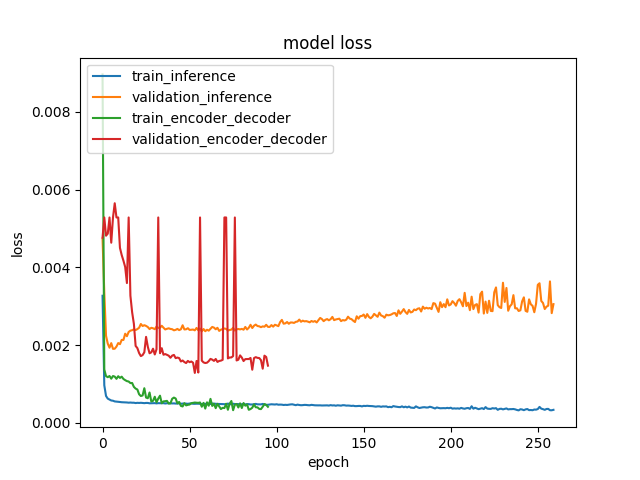 model loss
train_inference
validation_inference
train_encoder_decoder
validation_encoder_decoder
loss
0.008
0.006
0.004
0.002
0.000
0 50 100 150 200 250
epoch